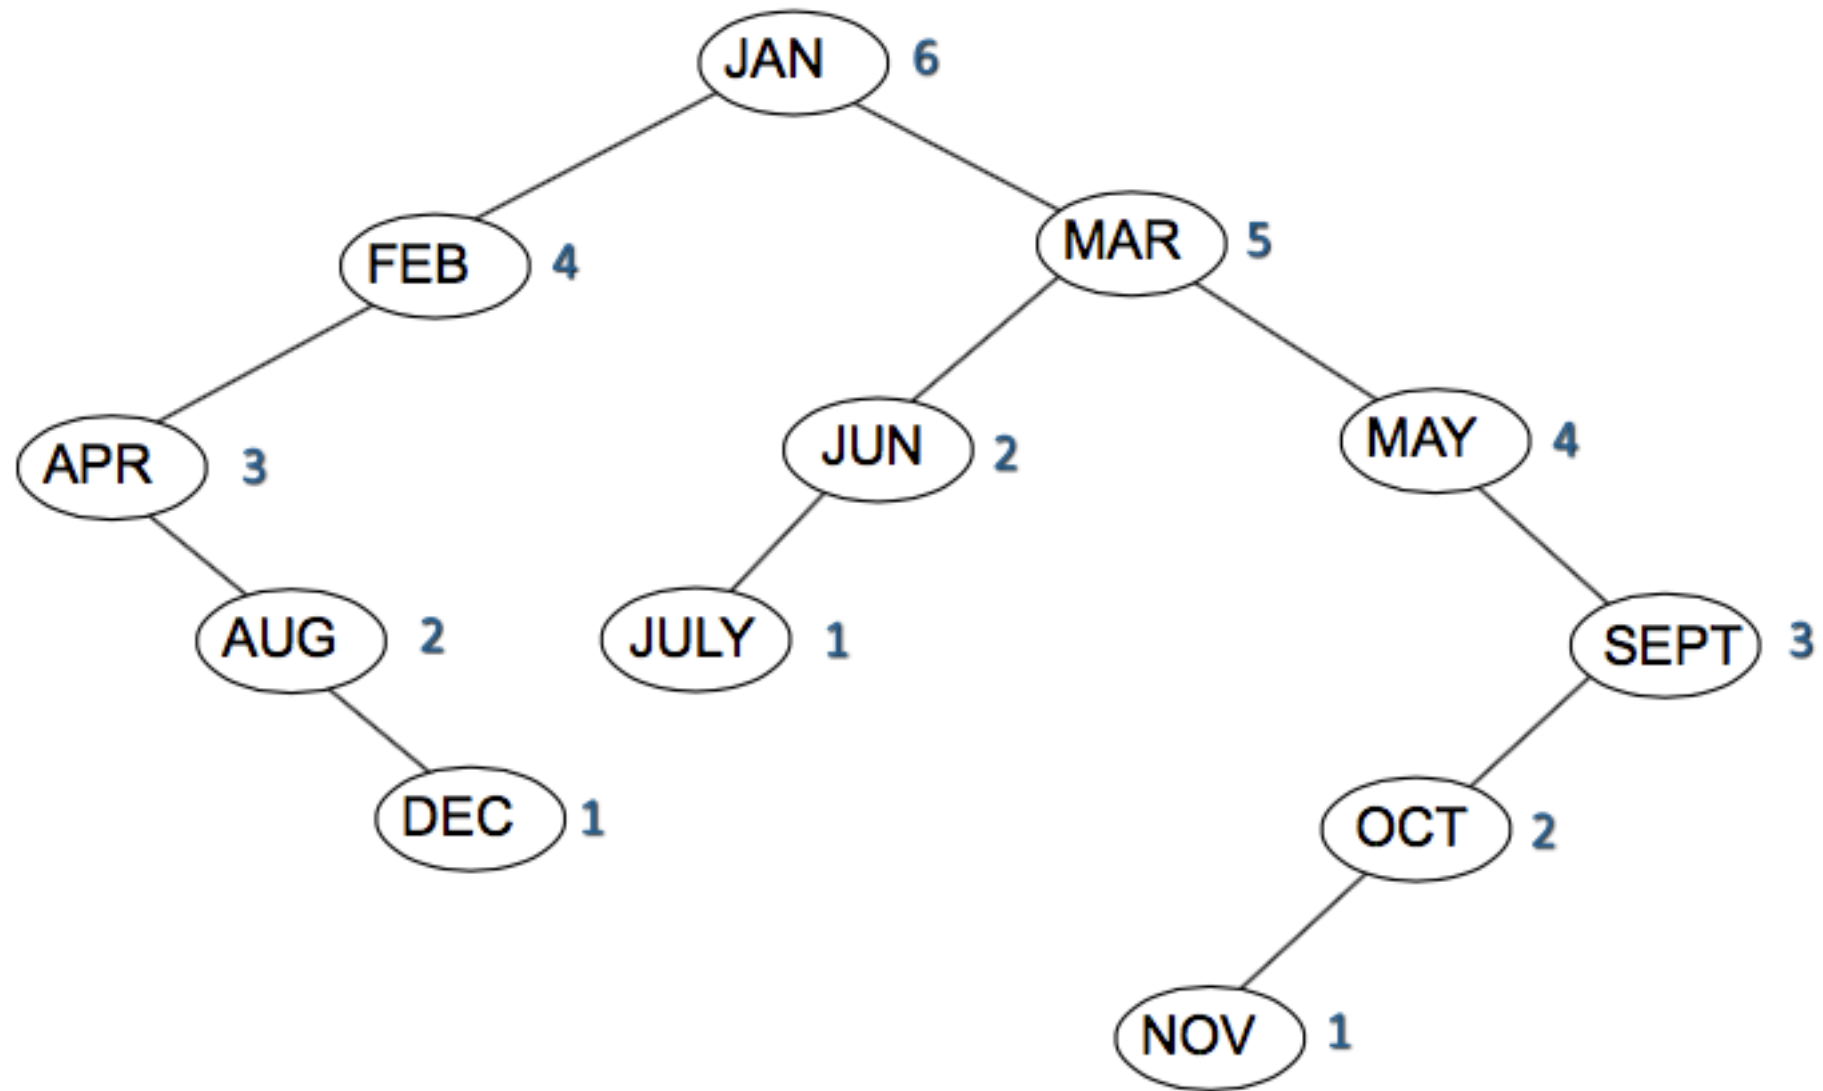 JAN 6
FEB 4
MAR 5
APR 3
JUN 2
MAY 4
AUG 2
JULY 1
SEPT 3
DEC 1
OCT 2
NOV 1